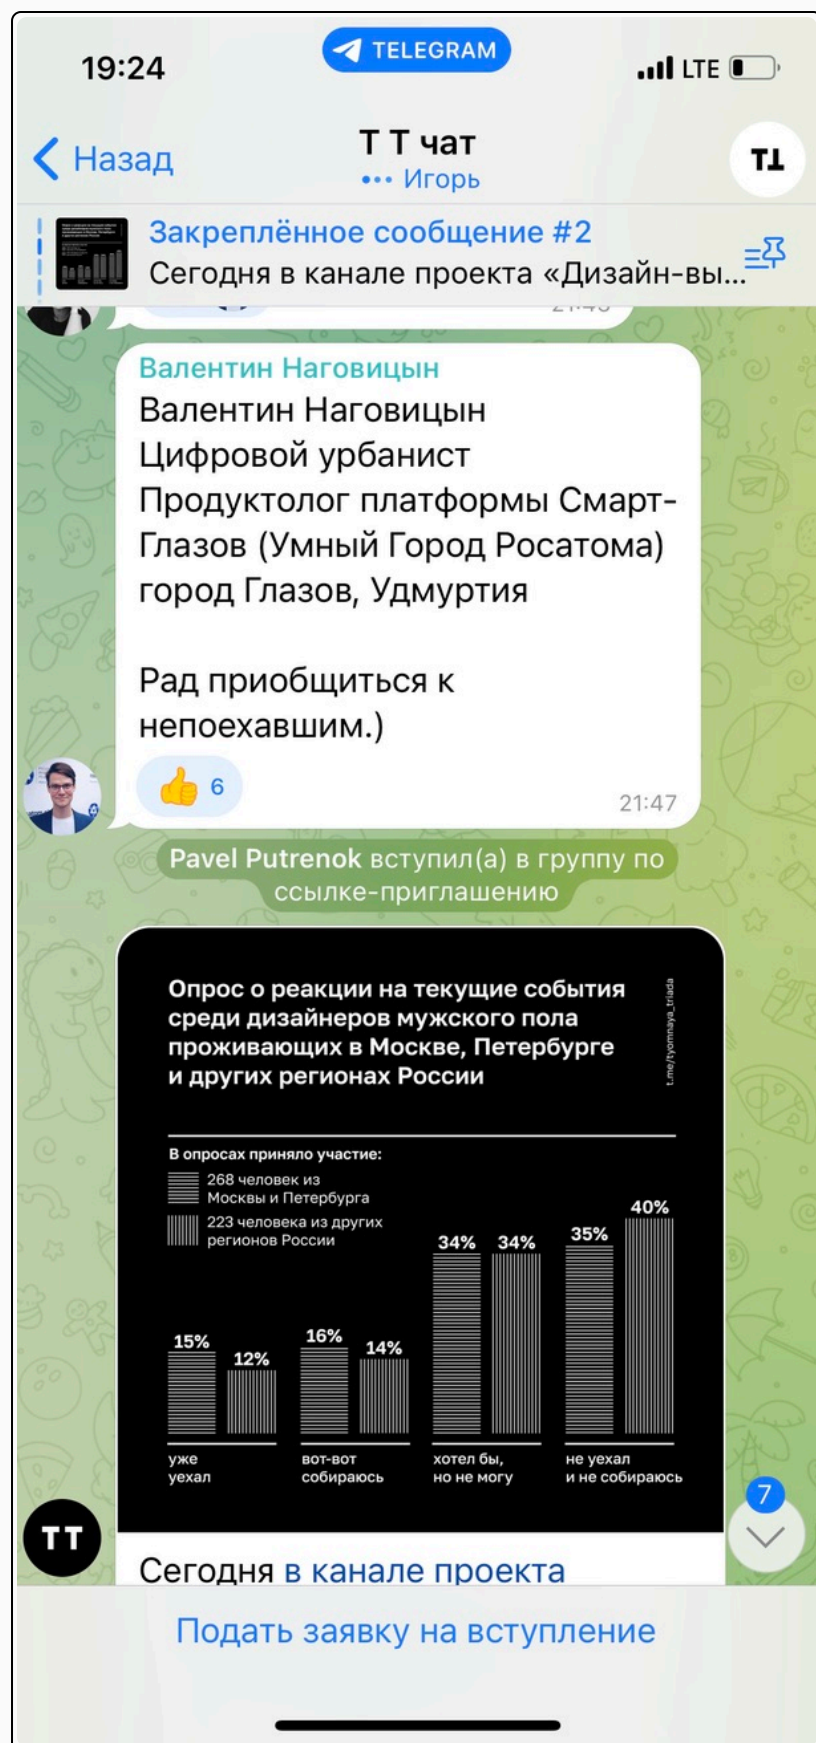 19:24
TELEGRAM
LTE
Назад
Т Т чат
••• Игорь
TT
Закреплённое сообщение #2
Сегодня в канале проекта «Дизайн-вы...
Валентин Наговицын
Валентин Наговицын
Цифровой урбанист
Продуктолог платформы Смарт-
Глазов (Умный Город Росатома)
город Глазов, Удмуртия
Рад приобщиться к
непоехавшим.)
👍 6
21:47
Pavel Putrenok вступил(а) в группу по
ссылке-приглашению
Опрос о реакции на текущие события
среди дизайнеров мужского пола
проживающих в Москве, Петербурге
и других регионах России
t.me/tyomnaya_triada
В опросах приняло участие:
268 человек из
Москвы и Петербурга
223 человека из других
регионов России
15%
12%
16%
14%
34%
34%
35%
40%
уже
уехал
вот-вот
собираюсь
хотел бы,
но не могу
не уехал
и не собираюсь
7
TT
Сегодня в канале проекта
Подать заявку на вступление